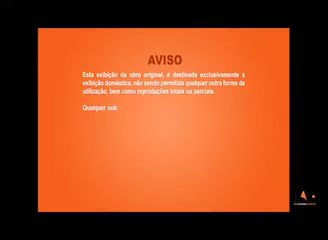 AVISO
Esta exibição da obra original, é destinada exclusivamente a
exibição doméstica, não sendo permitida qualquer outra forma de
utilização, bem como reproduções totais ou parciais.
Qualquer out